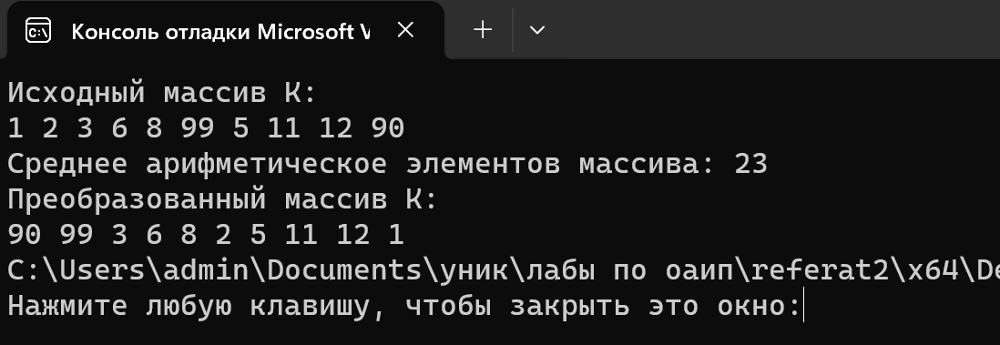 Консоль отладки Microsoft V
Исходный массив К:
1 2 3 6 8 99 5 11 12 90
Среднее арифметическое элементов массива: 23
Преобразованный массив К:
90 99 3 6 8 2 5 11 12 1
C:\Users\admin\Documents\уник\лабы по оаип\referat2\x64\De
Нажмите любую клавишу, чтобы закрыть это окно: